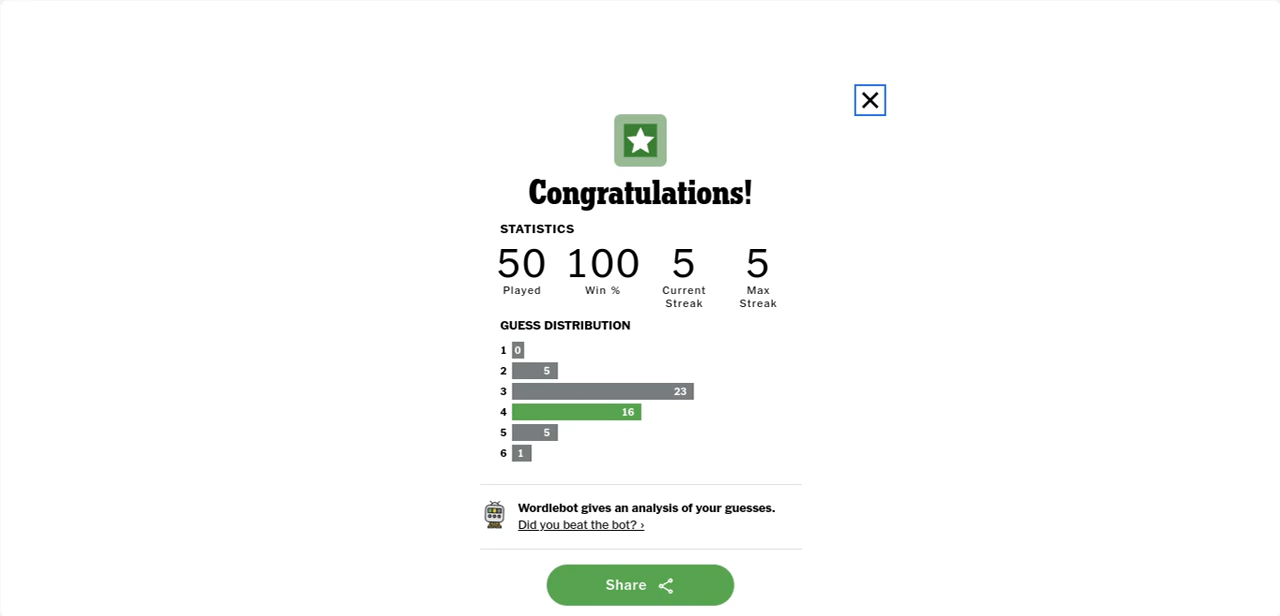 Congratulations!
STATISTICS
50 100 5 5
Played Win % Current Streak Max Streak
GUESS DISTRIBUTION
1 0
2 5
3 23
4 16
5 5
6 1
Wordlebot gives an analysis of your guesses.
Did you beat the bot? ›
Share